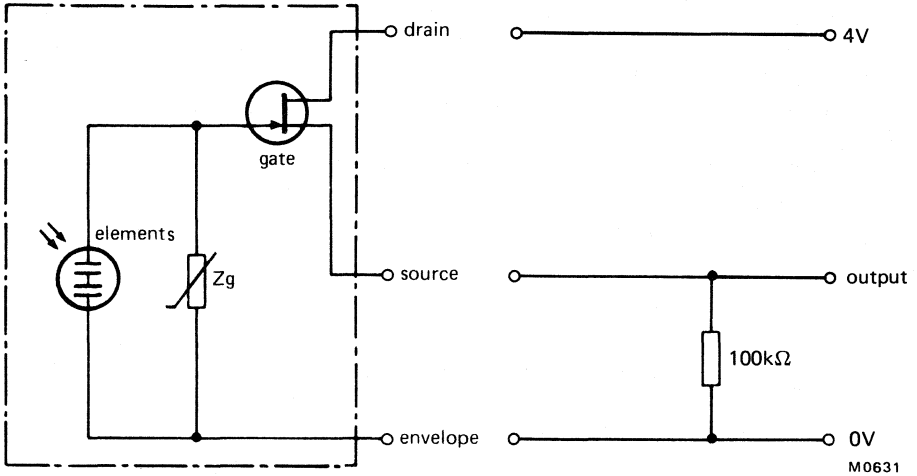 drain
4V
gate
elements
Zg
source
output
100kΩ
envelope
0V
M0631